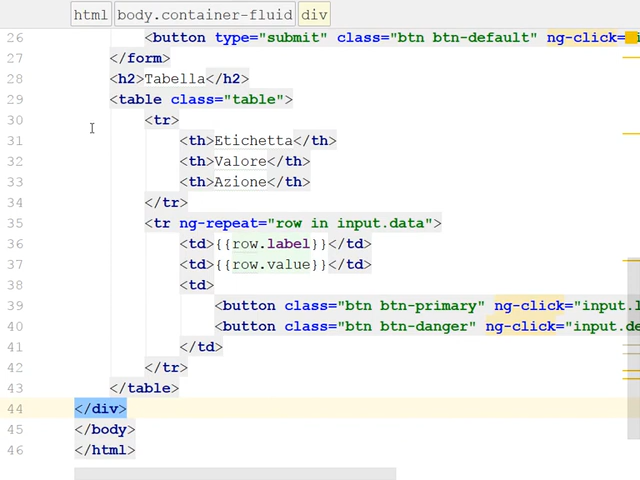 html body.container-fluid div
26 <button type="submit" class="btn btn-default" ng-click=
27 </form>
28 <h2>Tabella</h2>
29 <table class="table">
30 <tr>
31 <th>Etichetta</th>
32 <th>Valore</th>
33 <th>Azione</th>
34 </tr>
35 <tr ng-repeat="row in input.data">
36 <td>{{row.label}}</td>
37 <td>{{row.value}}</td>
38 <td>
39 <button class="btn btn-primary" ng-click="input.l
40 <button class="btn btn-danger" ng-click="input.de
41 </td>
42 </tr>
43 </table>
44 </div>
45 </body>
46 </html>